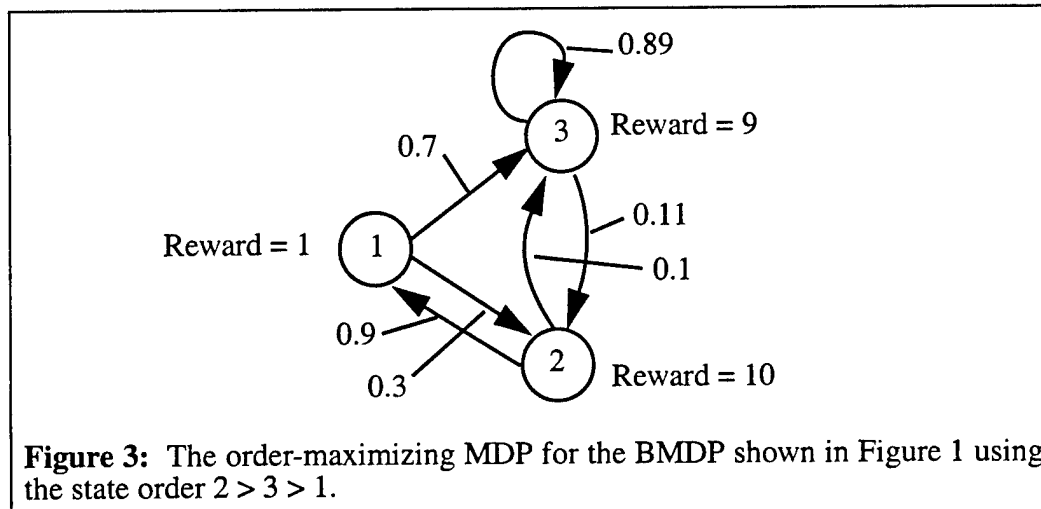 0.89
3
Reward = 9
0.7
0.11
Reward = 1
1
0.1
0.9
0.3
2
Reward = 10
Figure 3: The order-maximizing MDP for the BMDP shown in Figure 1 using
the state order 2 > 3 > 1.